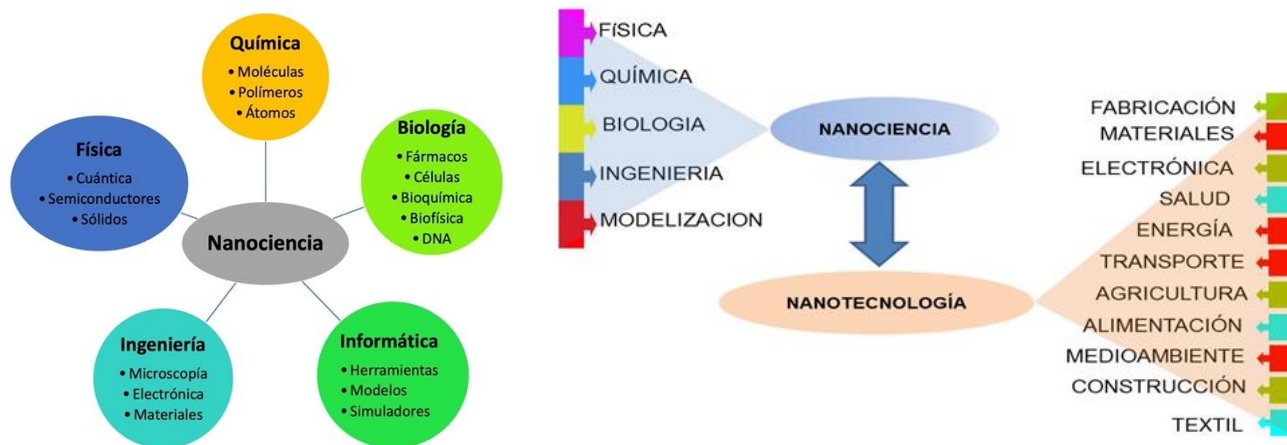 Química
• Moléculas
• Polímeros
• Átomos
Física
• Cuántica
• Semiconductores
• Sólidos
Biología
• Fármacos
• Células
• Bioquímica
• Biofísica
• DNA
Nanociencia
Ingeniería
• Microscopía
• Electrónica
• Materiales
Informática
• Herramientas
• Modelos
• Simuladores
FíSICA
QUÍMICA
BIOLOGIA
INGENIERIA
MODELIZACION
NANOCIENCIA
NANOTECNOLOGÍA
FABRICACIÓN
MATERIALES
ELECTRÓNICA
SALUD
ENERGÍA
TRANSPORTE
AGRICULTURA
ALIMENTACIÓN
MEDIOAMBIENTE
CONSTRUCCIÓN
TEXTIL